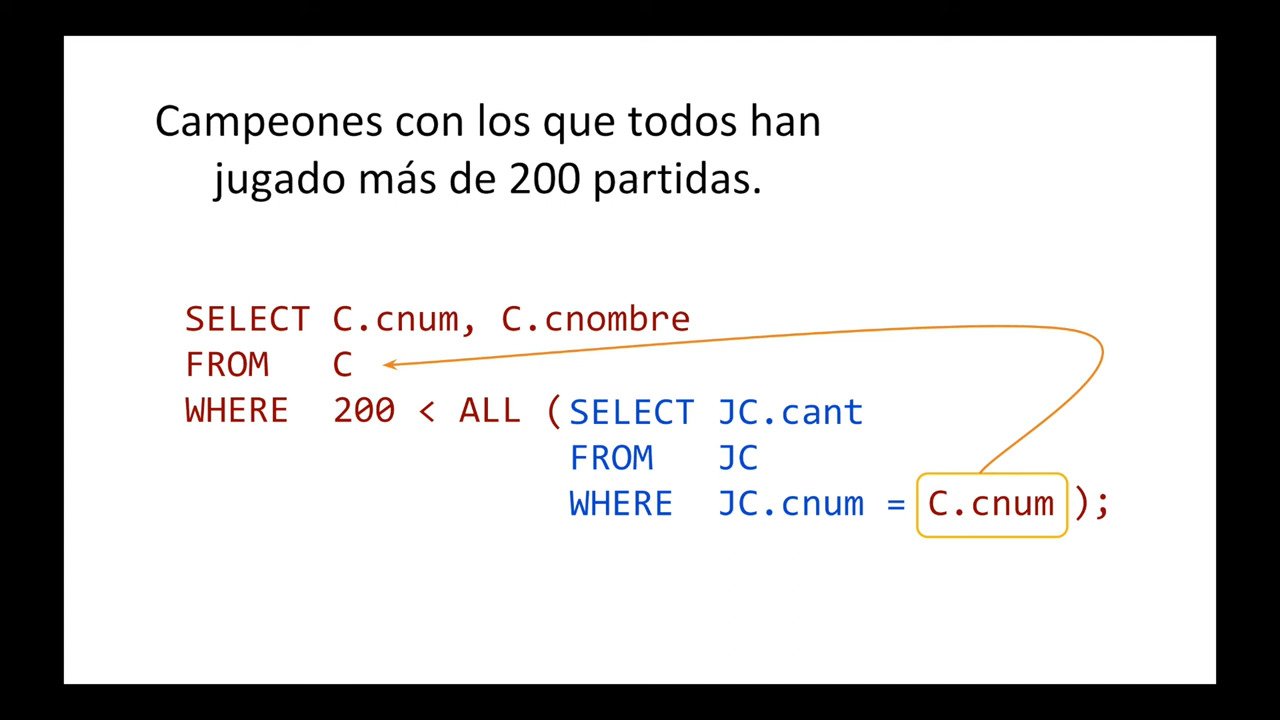 Campeones con los que todos han
jugado más de 200 partidas.
SELECT C.cnum, C.cnombre
FROM C
WHERE 200 < ALL (SELECT JC.cant
FROM JC
WHERE JC.cnum = C.cnum );